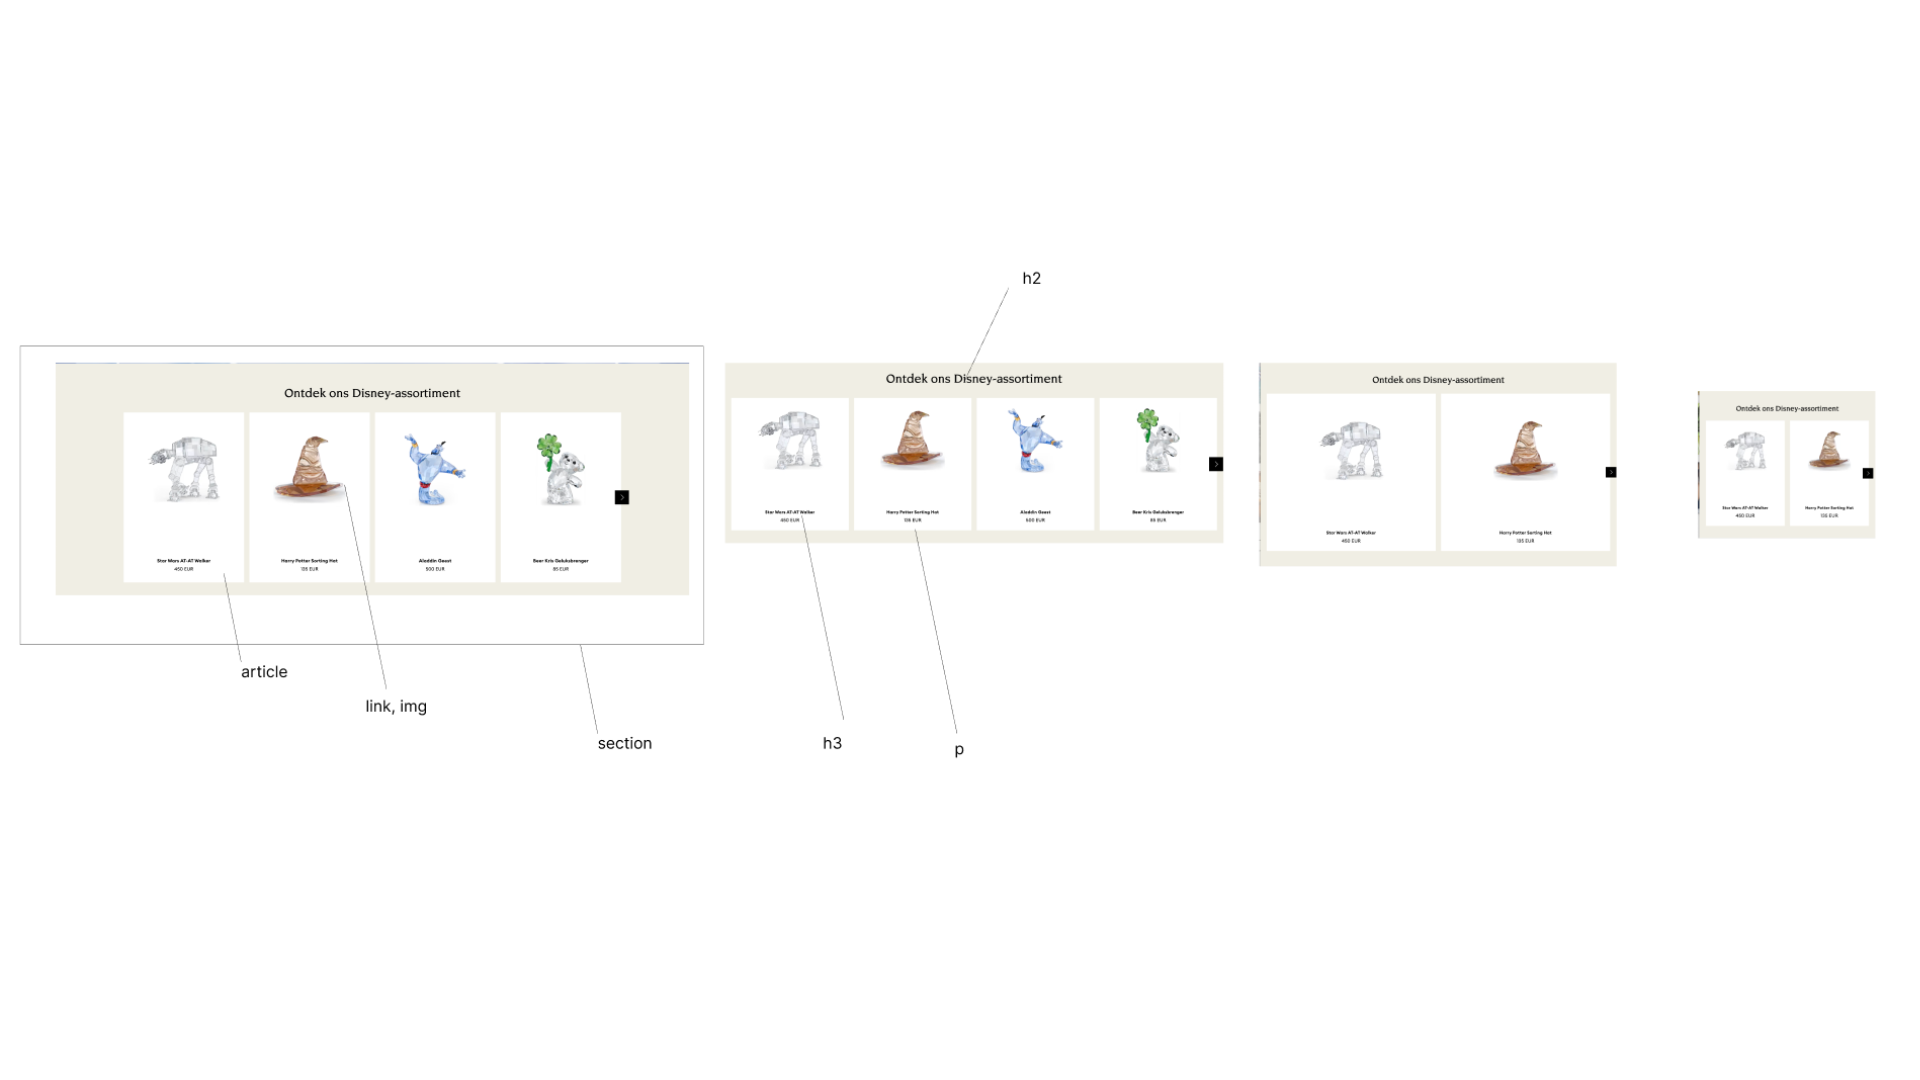 h2
Ontdek ons Disney-assortiment
Star Wars AT-AT Walker
450 EUR
Harry Potter Sorting Hat
135 EUR
Aladdin Geest
500 EUR
Beer Kris Geluksbrenger
85 EUR
article
link, img
section
Ontdek ons Disney-assortiment
Star Wars AT-AT Walker
450 EUR
Harry Potter Sorting Hat
135 EUR
Aladdin Geest
500 EUR
Beer Kris Geluksbrenger
85 EUR
h3
p
Ontdek ons Disney-assortiment
Star Wars AT-AT Walker
450 EUR
Harry Potter Sorting Hat
135 EUR
Ontdek ons Disney-assortiment
Star Wars AT-AT Walker
450 EUR
Harry Potter Sorting Hat
135 EUR